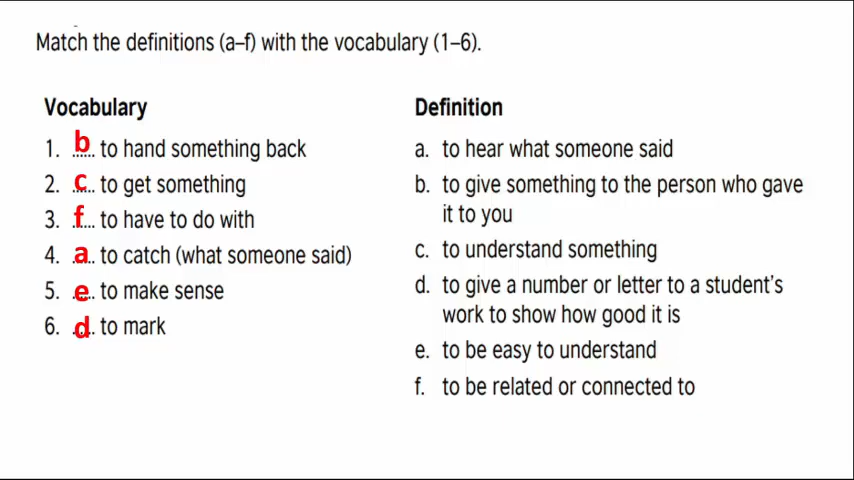 Match the definitions (a–f) with the vocabulary (1–6).
Vocabulary
1. b to hand something back
2. c to get something
3. f to have to do with
4. a to catch (what someone said)
5. e to make sense
6. d to mark
Definition
a. to hear what someone said
b. to give something to the person who gave
it to you
c. to understand something
d. to give a number or letter to a student's
work to show how good it is
e. to be easy to understand
f. to be related or connected to